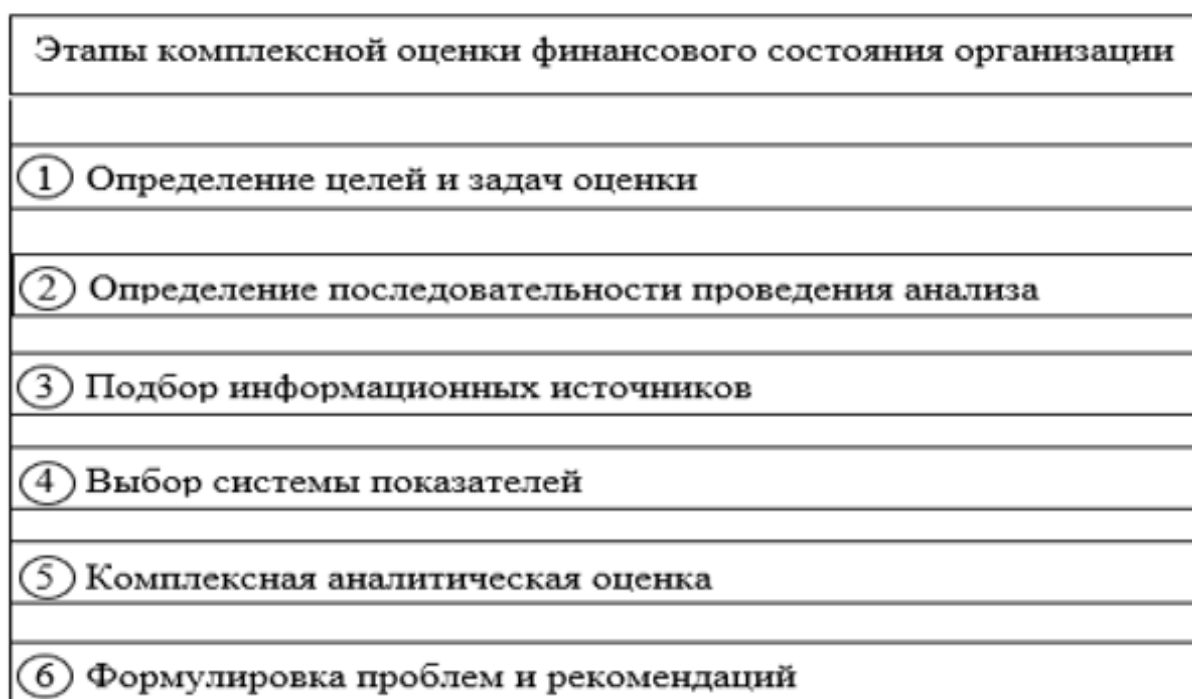 Этапы комплексной оценки финансового состояния организации
1 Определение целей и задач оценки
2 Определение последовательности проведения анализа
3 Подбор информационных источников
4 Выбор системы показателей
5 Комплексная аналитическая оценка
6 Формулировка проблем и рекомендаций